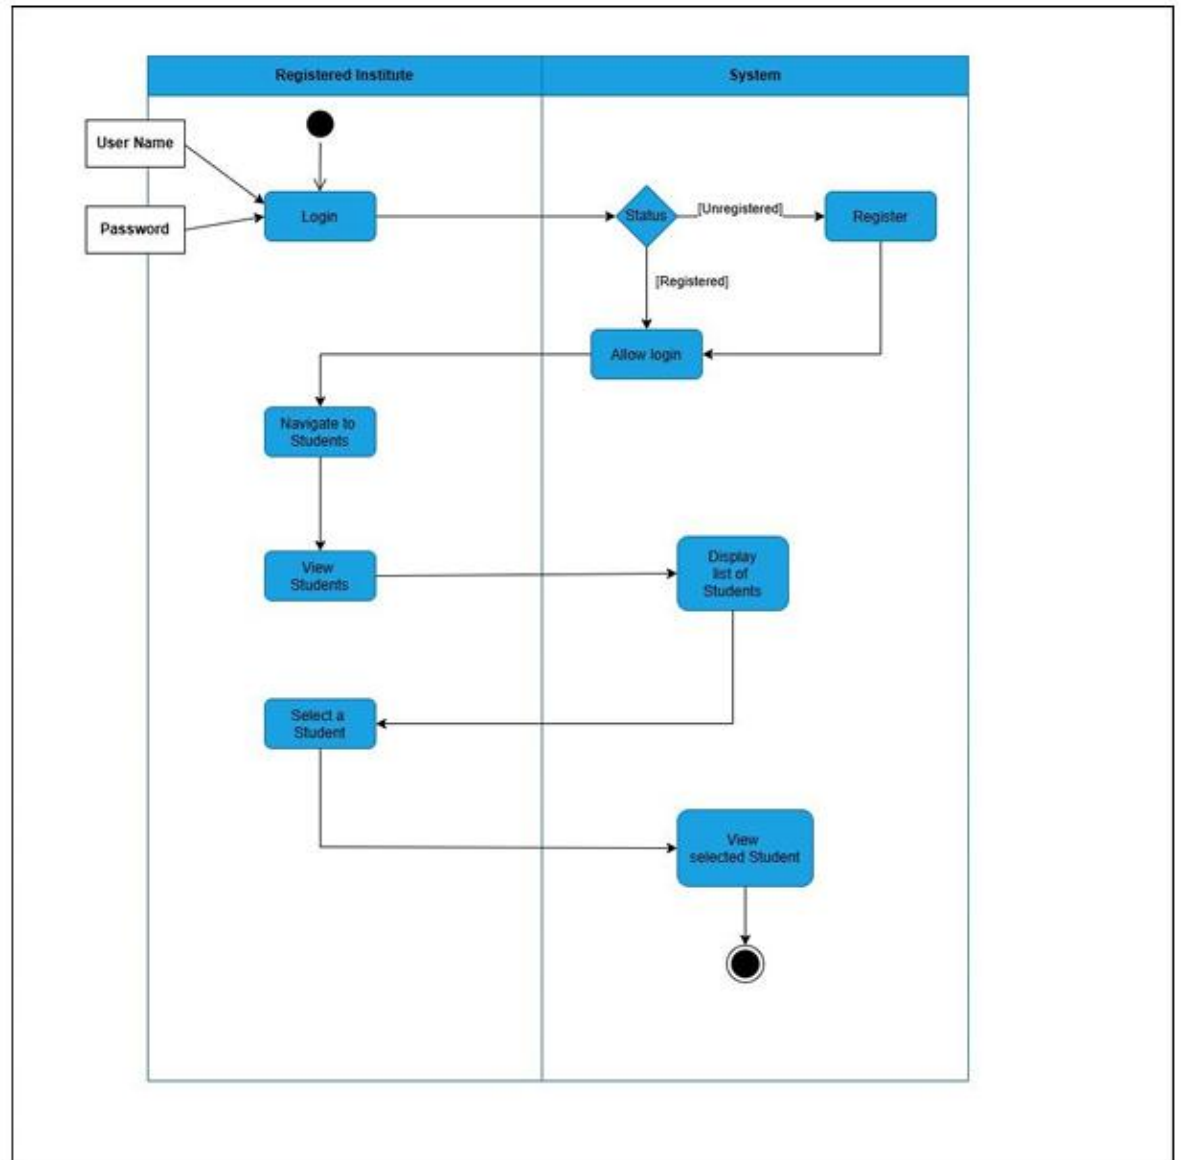 Registered Institute
System
User Name
Password
Login
Status
[Unregistered]
Register
[Registered]
Allow login
Navigate to
Students
View
Students
Display
list of
Students
Select a
Student
View
selected Student